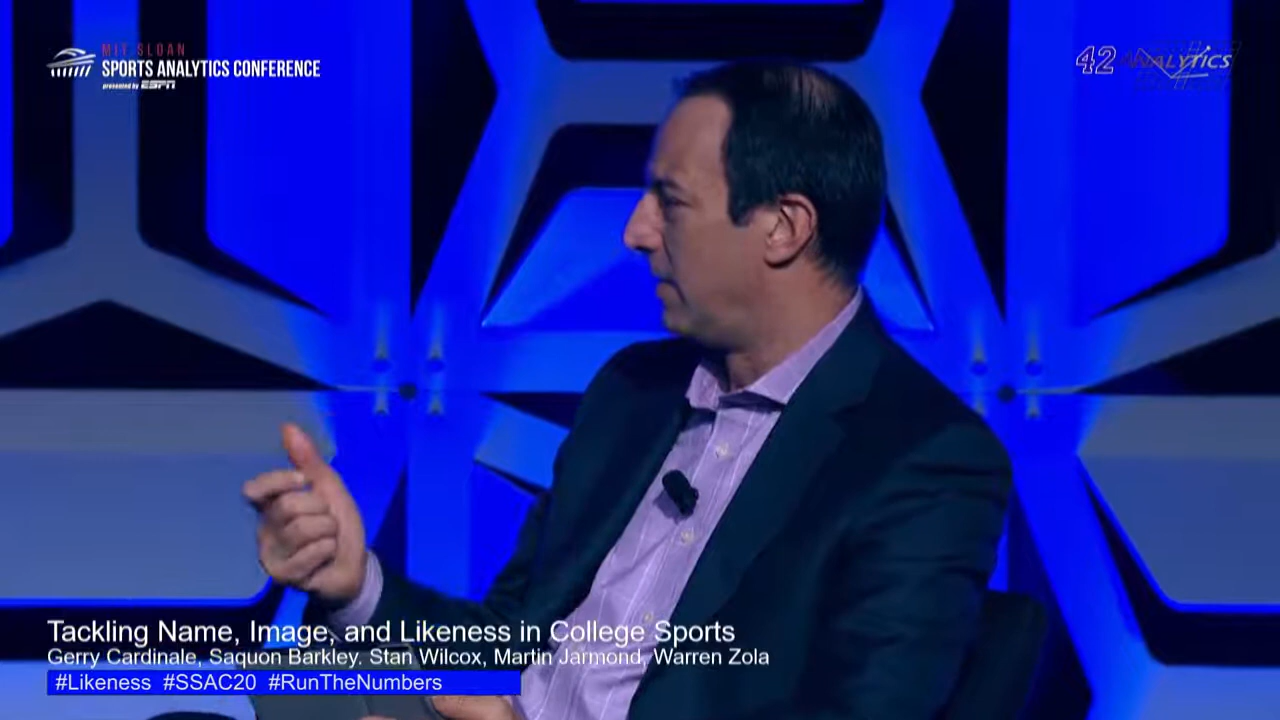 MIT SLOAN
SPORTS ANALYTICS CONFERENCE
presented by ESPN
42 ANALYTICS
Tackling Name, Image, and Likeness in College Sports
Gerry Cardinale, Saquon Barkley. Stan Wilcox, Martin Jarmond, Warren Zola
#Likeness #SSAC20 #RunTheNumbers